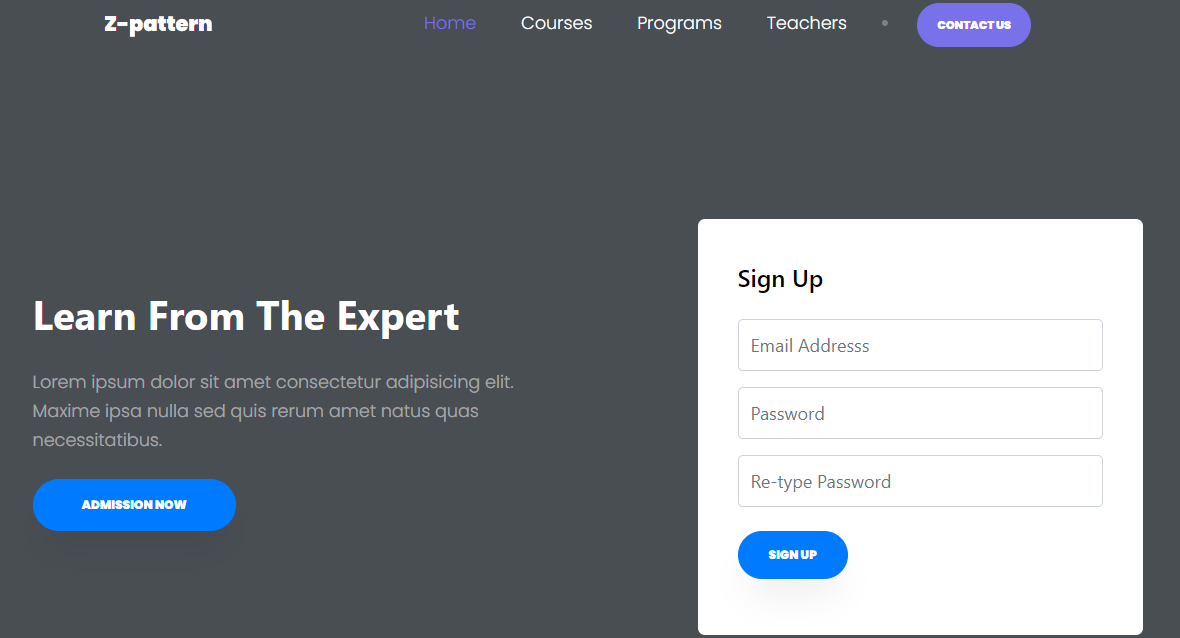 Z-pattern
Home Courses Programs Teachers CONTACT US
Learn From The Expert
Lorem ipsum dolor sit amet consectetur adipisicing elit.
Maxime ipsa nulla sed quis rerum amet natus quas
necessitatibus.
ADMISSION NOW
Sign Up
Email Addresss
Password
Re-type Password
SIGN UP